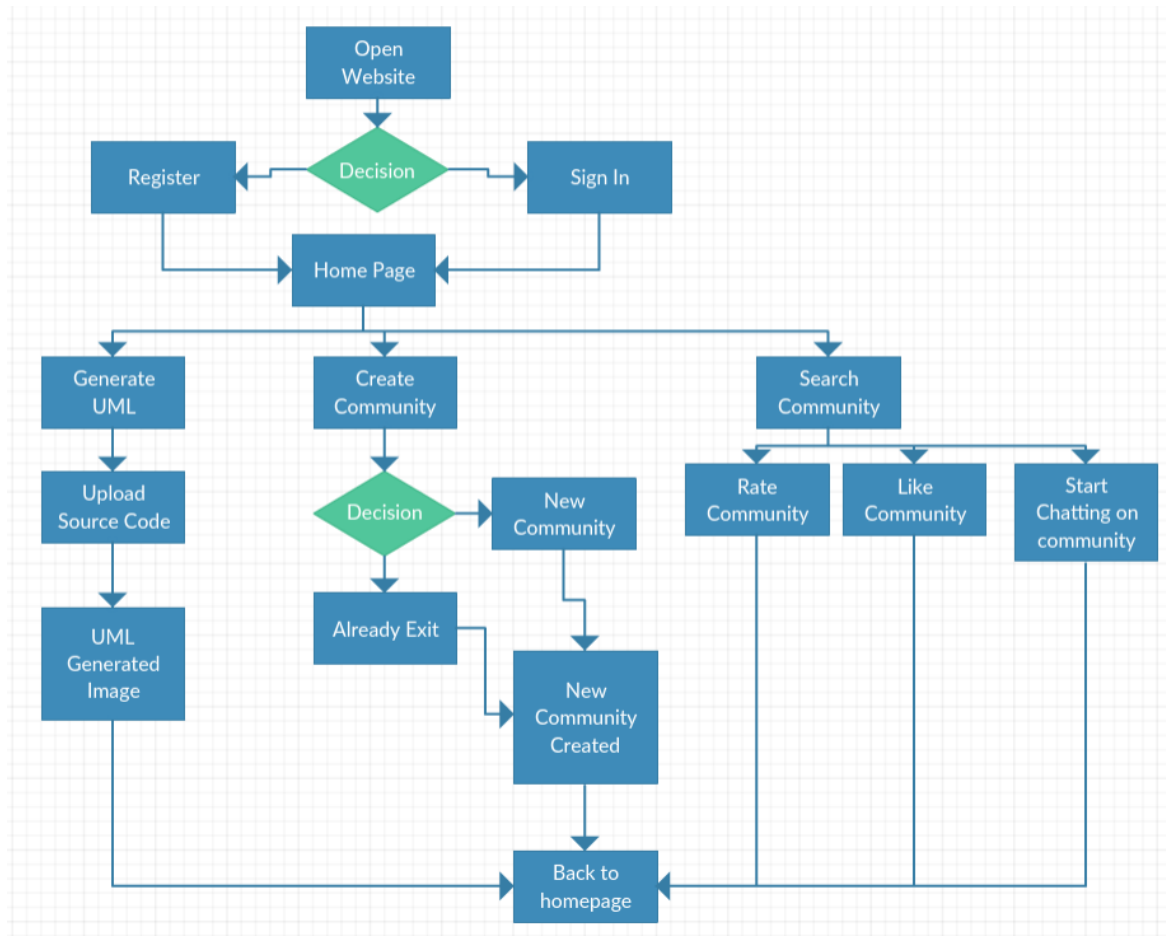 Open
Website
Decision
Register
Sign In
Home Page
Generate
UML
Create
Community
Search
Community
Upload
Source Code
Decision
New
Community
Rate
Community
Like
Community
Start
Chatting on
community
Already Exit
UML
Generated
Image
New
Community
Created
Back to
homepage